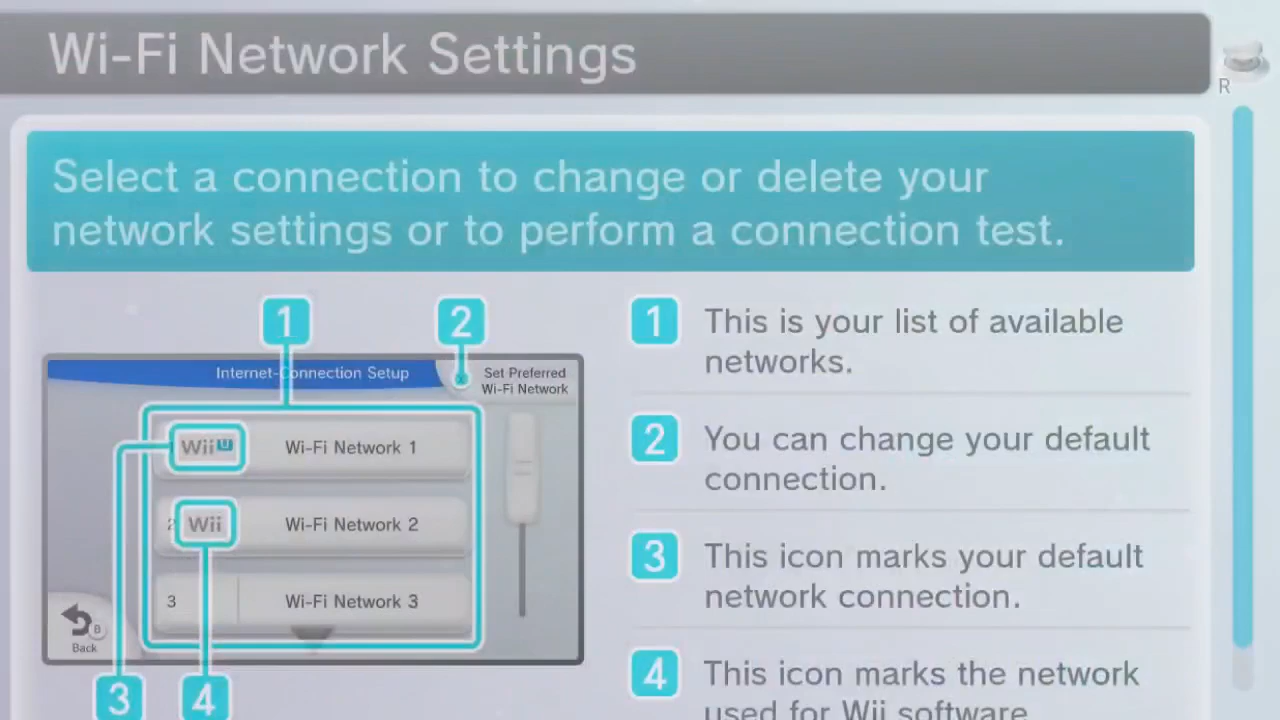 Wi-Fi Network Settings
R
Select a connection to change or delete your
network settings or to perform a connection test.
1
2
Internet-Connection Setup
Set Preferred
Wi-Fi Network
1 WiiU Wi-Fi Network 1
2 Wii Wi-Fi Network 2
3 Wi-Fi Network 3
B
Back
3
4
1 This is your list of available
networks.
2 You can change your default
connection.
3 This icon marks your default
network connection.
4 This icon marks the network
used for Wii software